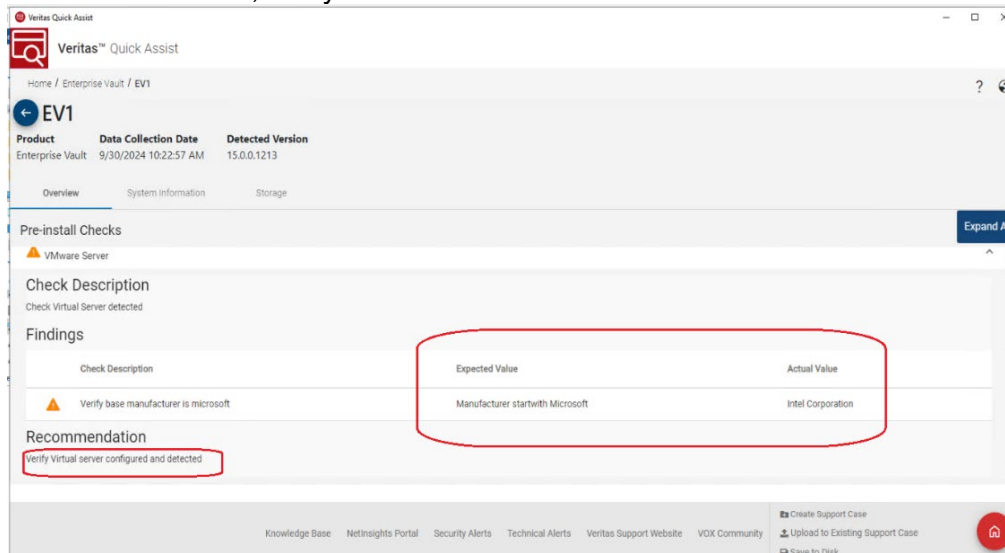 Veritas Quick Assist
Veritas™ Quick Assist
Home / Enterprise Vault / EV1
?
EV1
Product Data Collection Date Detected Version
Enterprise Vault 9/30/2024 10:22:57 AM 15.0.0.1213
Overview System Information Storage
Pre-install Checks
Expand A
VMware Server
Check Description
Check Virtual Server detected
Findings
Check Description Expected Value Actual Value
Verify base manufacturer is microsoft Manufacturer startwith Microsoft Intel Corporation
Recommendation
Verify Virtual server configured and detected
Knowledge Base NetInsights Portal Security Alerts Technical Alerts Veritas Support Website VOX Community
Create Support Case
Upload to Existing Support Case
Save to Disk